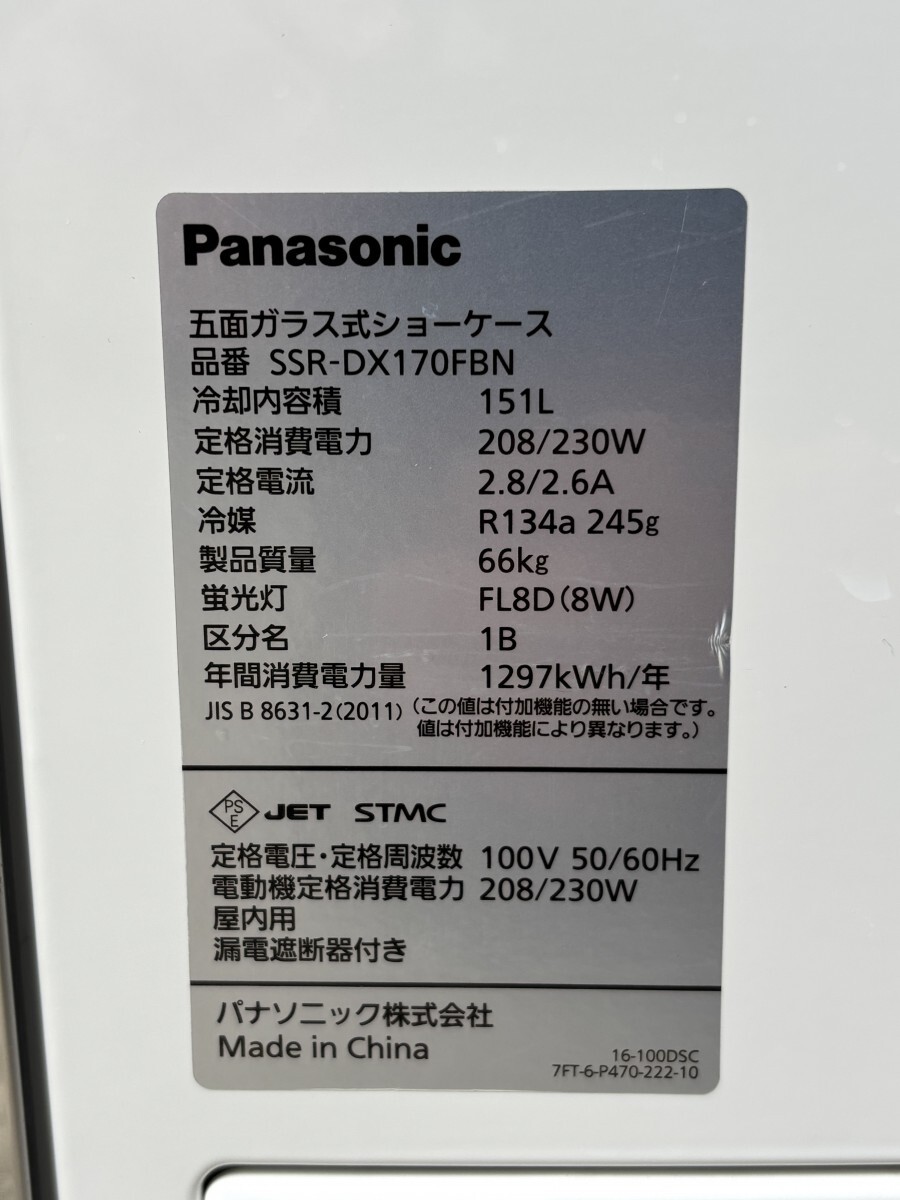 Panasonic
五面ガラス式ショーケース
品番 SSR-DX170FBN
冷却内容積 151L
定格消費電力 208/230W
定格電流 2.8/2.6A
冷媒 R134a 245g
製品質量 66kg
蛍光灯 FL8D(8W)
区分名 1B
年間消費電力量 1297kWh/年
JIS B 8631-2(2011) (この値は付加機能の無い場合です。
値は付加機能により異なります。)
PS E JET STMC
定格電圧・定格周波数 100V 50/60Hz
電動機定格消費電力 208/230W
屋内用
漏電遮断器付き
パナソニック株式会社
Made in China
16-100DSC
7FT-6-P470-222-10